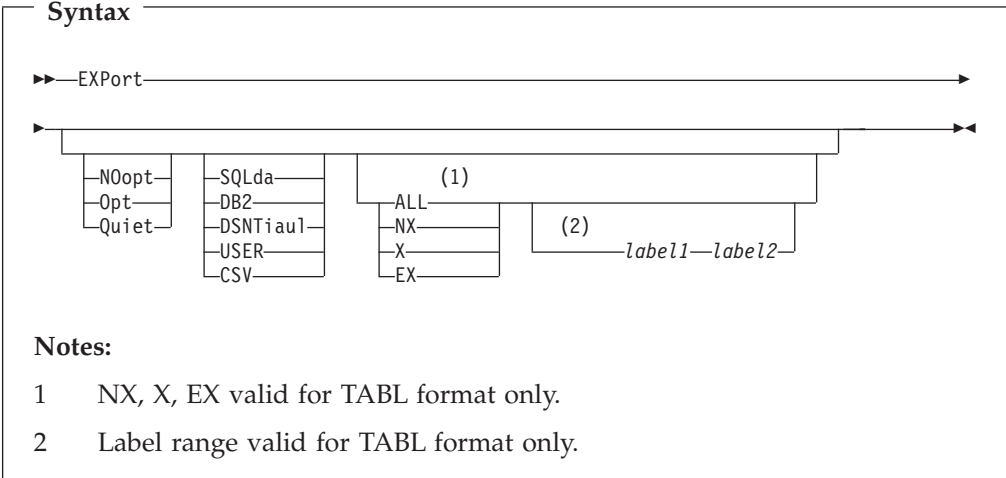 Syntax
EXPort
NOopt SQLda (1)
Opt DB2 ALL
Quiet DSNTiaul NX (2)
USER X label1 label2
CSV EX
Notes:
1 NX, X, EX valid for TABL format only.
2 Label range valid for TABL format only.